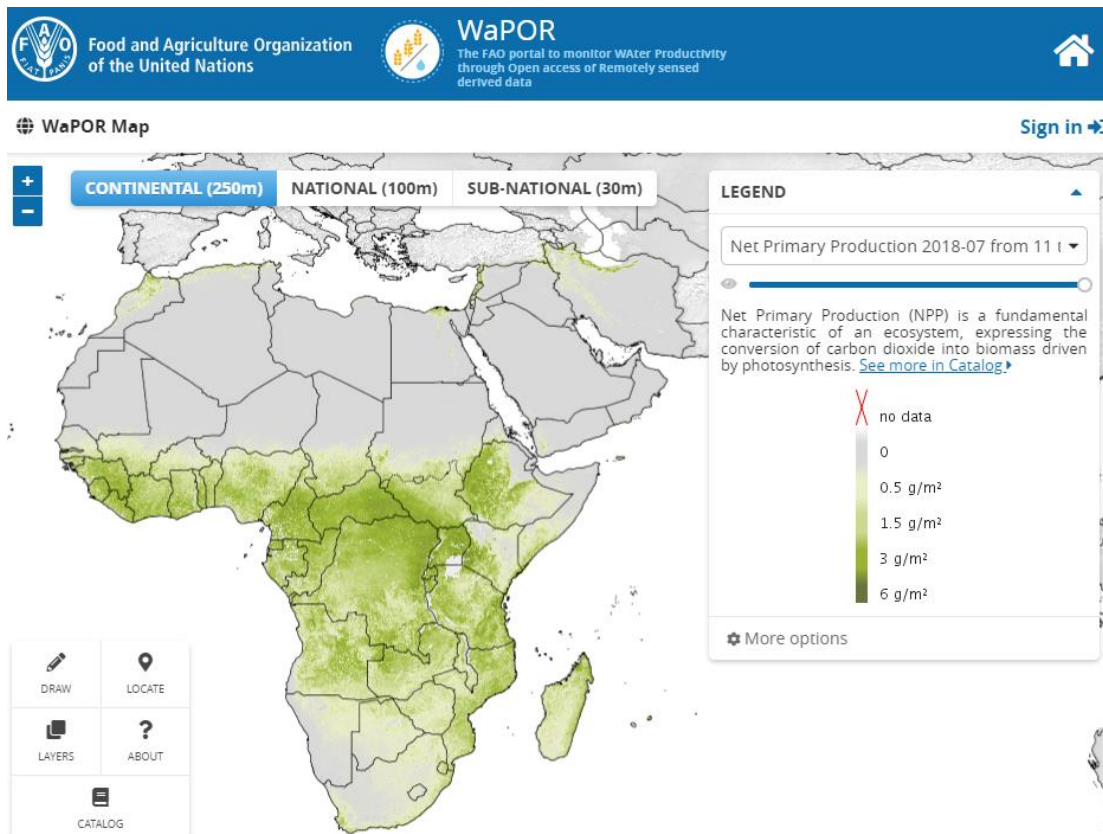 FAO
FIAT PANIS
Food and Agriculture Organization
of the United Nations
WaPOR
The FAO portal to monitor WAter Productivity
through Open access of Remotely sensed
derived data
WaPOR Map
Sign in
+
−
CONTINENTAL (250m) NATIONAL (100m) SUB-NATIONAL (30m)
LEGEND
Net Primary Production 2018-07 from 11 t
Net Primary Production (NPP) is a fundamental
characteristic of an ecosystem, expressing the
conversion of carbon dioxide into biomass driven
by photosynthesis. See more in Catalog
no data
0
0.5 g/m²
1.5 g/m²
3 g/m²
6 g/m²
More options
DRAW LOCATE
LAYERS ABOUT
CATALOG